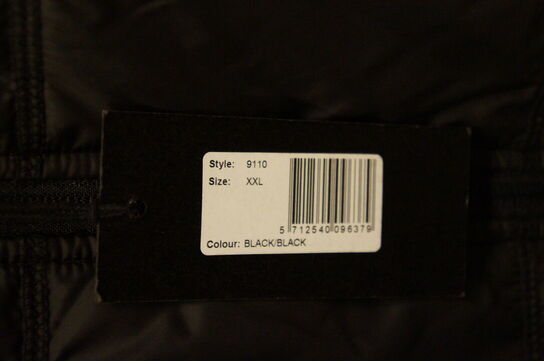 Style: 9110
Size: XXL
5 712540 096379
Colour: BLACK/BLACK